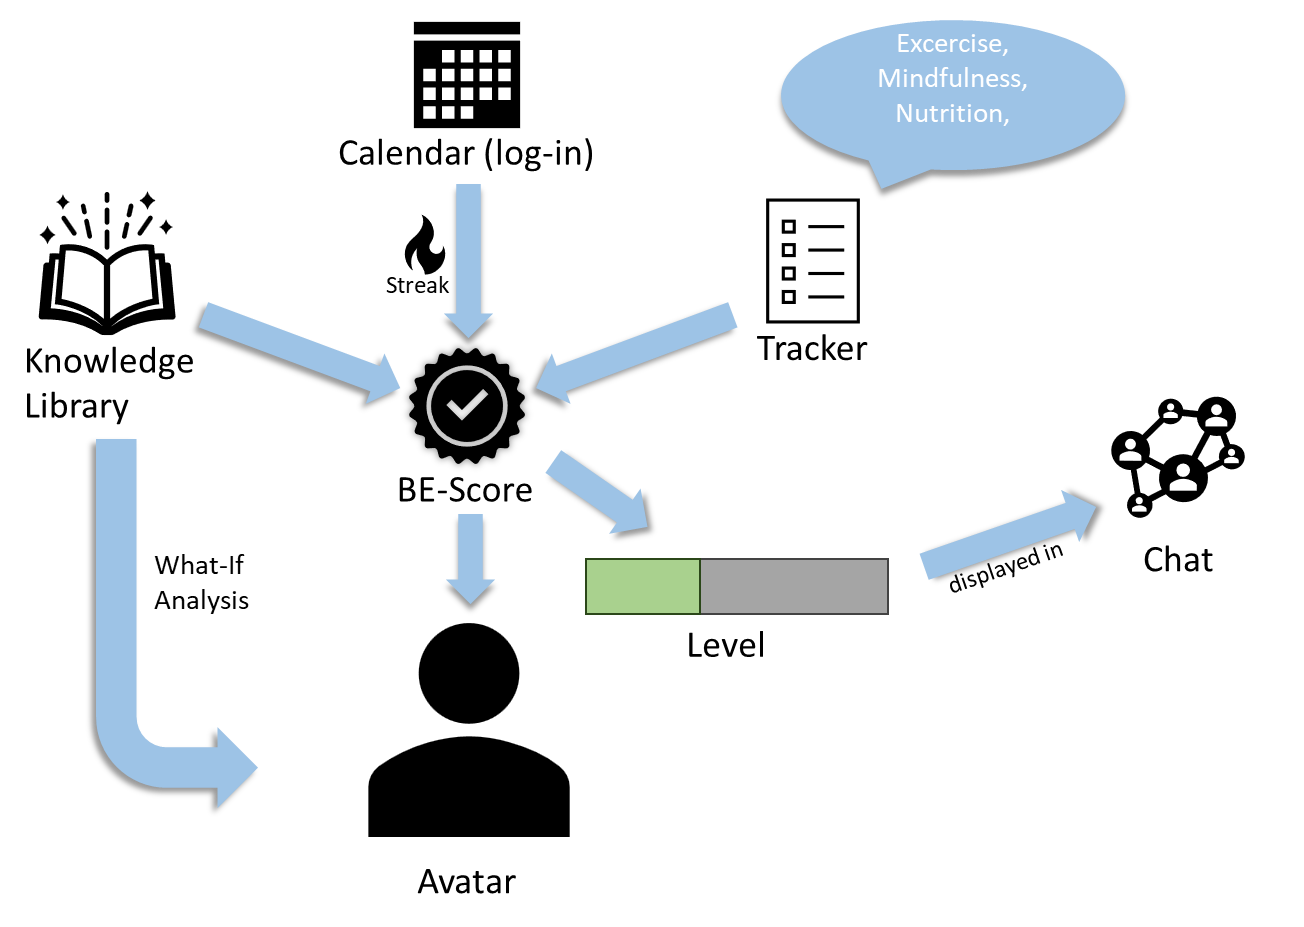 Excercise,
Mindfulness,
Nutrition,
Calendar (log-in)
Streak
Knowledge
Library
Tracker
BE-Score
What-If
Analysis
displayed in
Chat
Level
Avatar